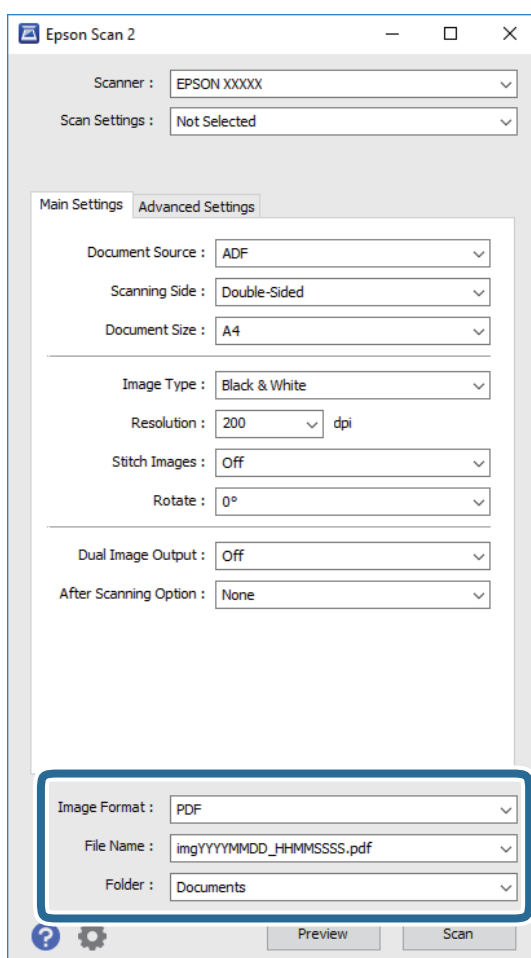 Epson Scan 2
Scanner : EPSON XXXXX
Scan Settings : Not Selected
Main Settings Advanced Settings
Document Source : ADF
Scanning Side : Double-Sided
Document Size : A4
Image Type : Black & White
Resolution : 200 dpi
Stitch Images : Off
Rotate : 0°
Dual Image Output : Off
After Scanning Option : None
Image Format : PDF
File Name : imgYYYYMMDD_HHMMSSSS.pdf
Folder : Documents
? Preview Scan